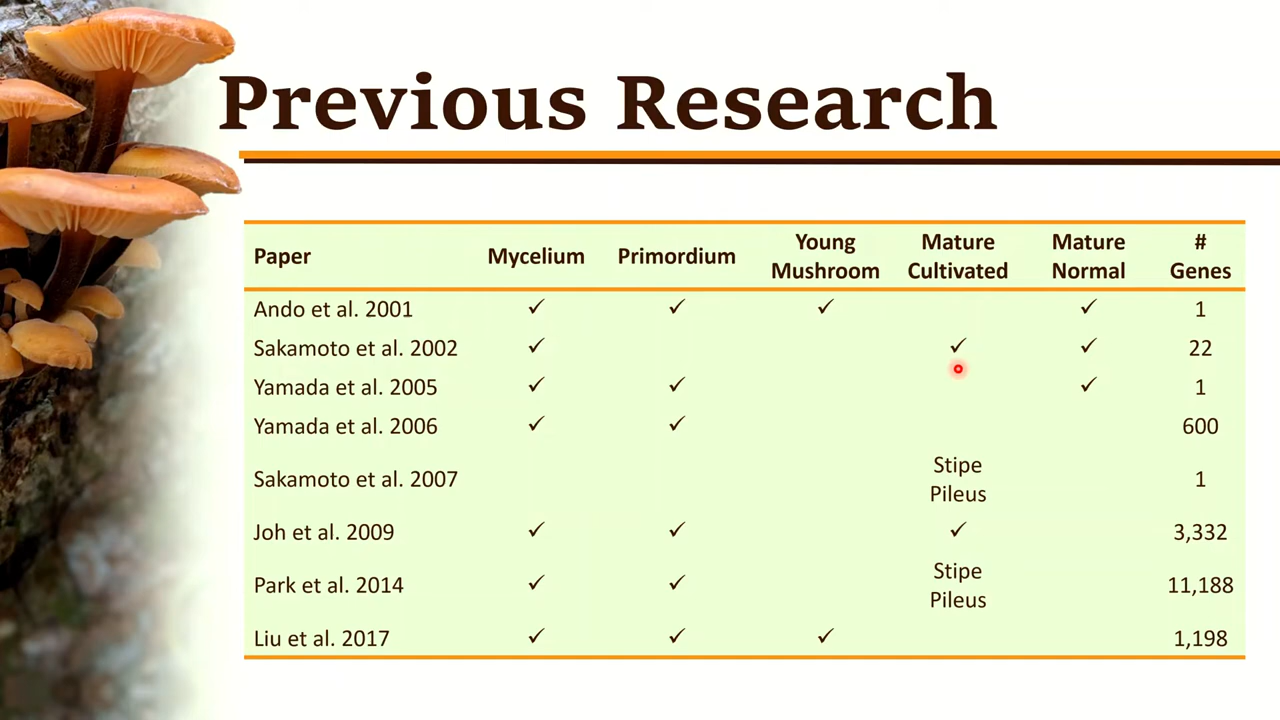 Previous Research
Paper Mycelium Primordium Young Mushroom Mature Cultivated Mature Normal # Genes
Ando et al. 2001 ✓ ✓ ✓ ✓ 1
Sakamoto et al. 2002 ✓ ✓ ✓ 22
Yamada et al. 2005 ✓ ✓ ✓ 1
Yamada et al. 2006 ✓ ✓ 600
Sakamoto et al. 2007 Stipe Pileus 1
Joh et al. 2009 ✓ ✓ ✓ 3,332
Park et al. 2014 ✓ ✓ Stipe Pileus 11,188
Liu et al. 2017 ✓ ✓ ✓ 1,198